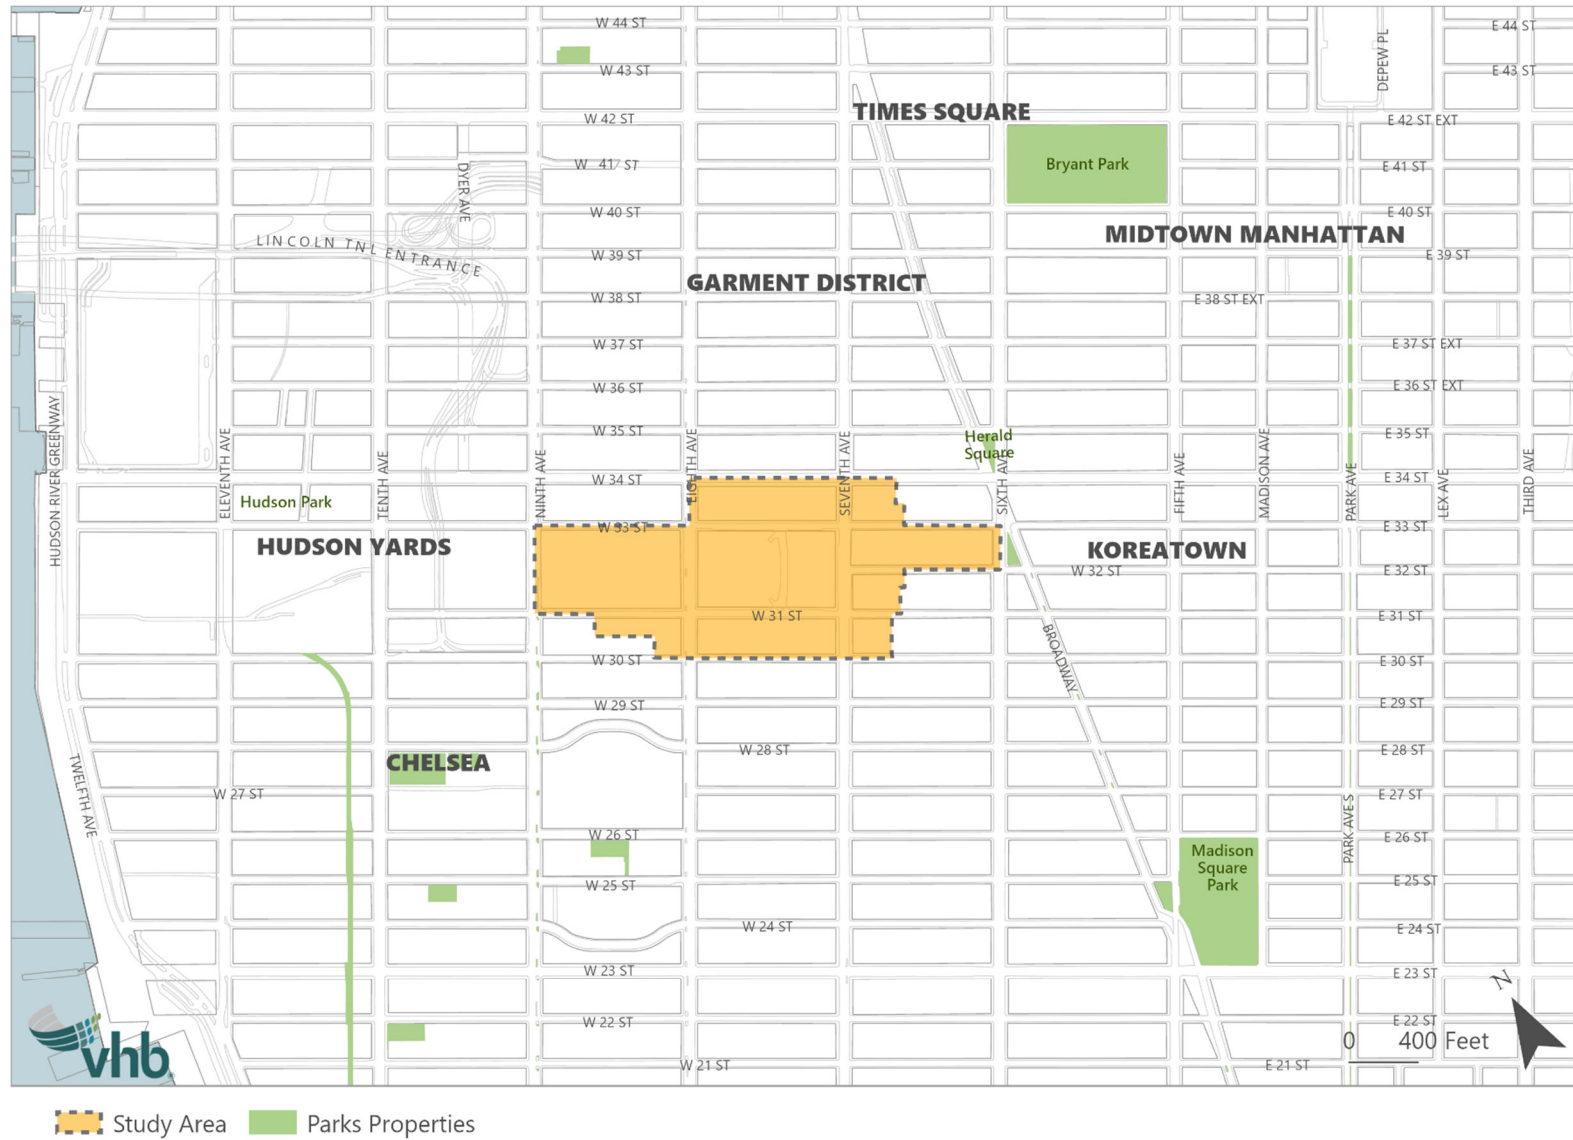 W 44 ST
E 44 ST
DEPEW PL
W 43 ST
E 43 ST
TIMES SQUARE
W 42 ST
E 42 ST EXT
W 41 ST
Bryant Park
E 41 ST
DYER AVE
W 40 ST
E 40 ST
MIDTOWN MANHATTAN
LINCOLN TNL ENTRANCE
W 39 ST
E 39 ST
GARMENT DISTRICT
W 38 ST
E 38 ST EXT
W 37 ST
E 37 ST EXT
W 36 ST
E 36 ST EXT
W 35 ST
E 35 ST
Herald
Square
HUDSON RIVER GREENWAY
ELEVENTH AVE
TENTH AVE
NINTH AVE
EIGHTH AVE
SEVENTH AVE
SIXTH AVE
FIFTH AVE
MADISON AVE
PARK AVE
LEX AVE
THIRD AVE
W 34 ST
E 34 ST
Hudson Park
W 33 ST
E 33 ST
HUDSON YARDS
KOREATOWN
W 32 ST
E 32 ST
W 31 ST
E 31 ST
BROADWAY
W 30 ST
E 30 ST
W 29 ST
E 29 ST
W 28 ST
E 28 ST
CHELSEA
TWELFTH AVE
W 27 ST
E 27 ST
PARK AVE S
W 26 ST
E 26 ST
Madison
Square
Park
W 25 ST
E 25 ST
W 24 ST
E 24 ST
W 23 ST
E 23 ST
N
W 22 ST
E 22 ST
0 400 Feet
vhb
W 21 ST
E 21 ST
Study Area
Parks Properties